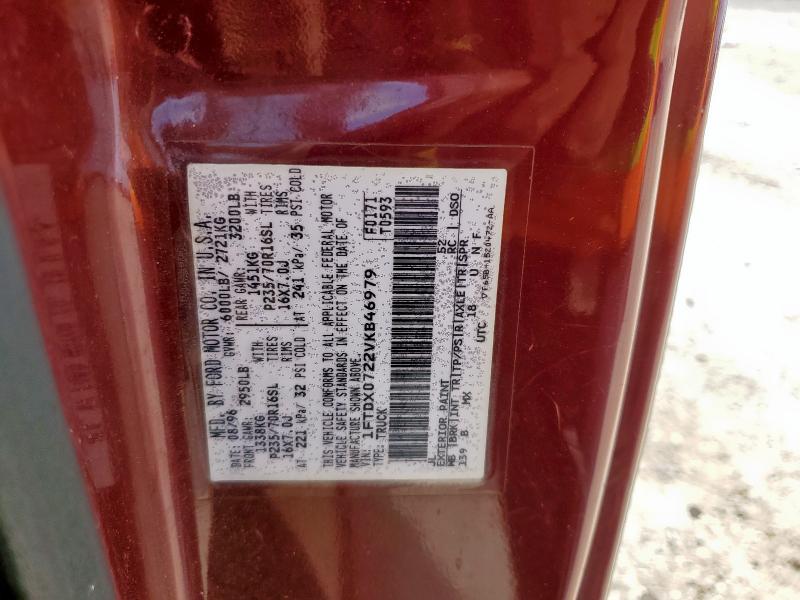 MFD. BY FORD MOTOR CO. IN U.S.A.
DATE: 08/96 GVWR: 6000LB/ 2721KG
FRONT GAWR: 2950LB REAR GAWR: 3200LB
1338KG WITH 1451KG WITH
P235/70R16SL TIRES P235/70R16SL TIRES
16X7.0J RIMS 16X7.0J RIMS
AT 221 kPa/ 32 PSI COLD AT 241 kPa/ 35 PSI COLD
THIS VEHICLE CONFORMS TO ALL APPLICABLE FEDERAL MOTOR
VEHICLE SAFETY STANDARDS IN EFFECT ON THE DATE OF
MANUFACTURE SHOWN ABOVE.
VIN: 1FTDX0722VKB46979 F0171
TYPE: TRUCK T0593
JL 52
EXTERIOR PAINT RC: DSO
WB |BRK|INT TR|TP/PS|R|AXLE|TR|SPR
139 B MX 18 U N F
UTC